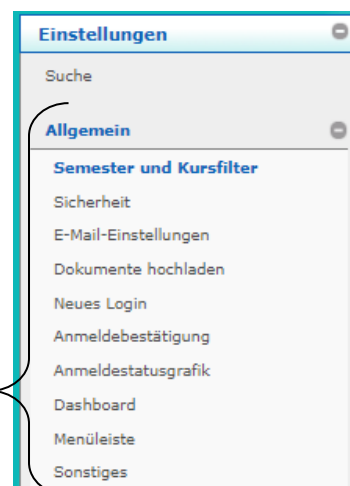 Einstellungen
Suche
Allgemein
Semester und Kursfilter
Sicherheit
E-Mail-Einstellungen
Dokumente hochladen
Neues Login
Anmeldebestätigung
Anmeldestatusgrafik
Dashboard
Menüleiste
Sonstiges